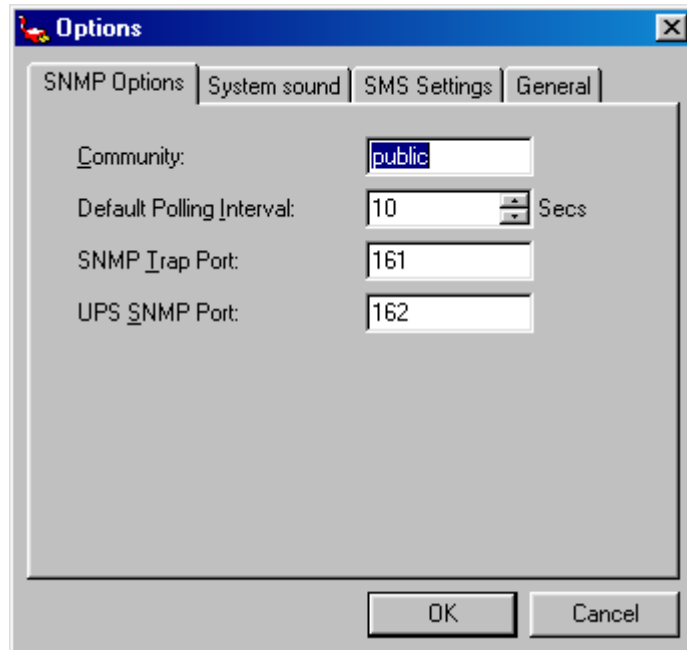 Options
SNMP Options System sound SMS Settings General
Community: public
Default Polling Interval: 10 Secs
SNMP Trap Port: 161
UPS SNMP Port: 162
OK Cancel